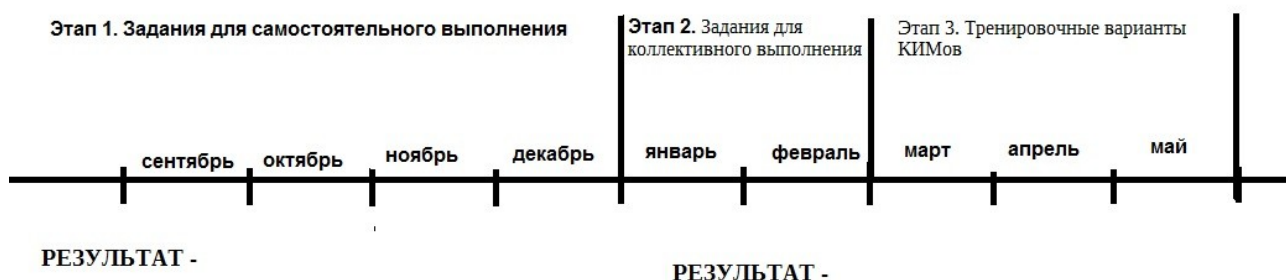 Этап 1. Задания для самостоятельного выполнения
Этап 2. Задания для
коллективного выполнения
Этап 3. Тренировочные варианты
КИМов
сентябрь октябрь ноябрь декабрь январь февраль март апрель май
РЕЗУЛЬТАТ -
РЕЗУЛЬТАТ -